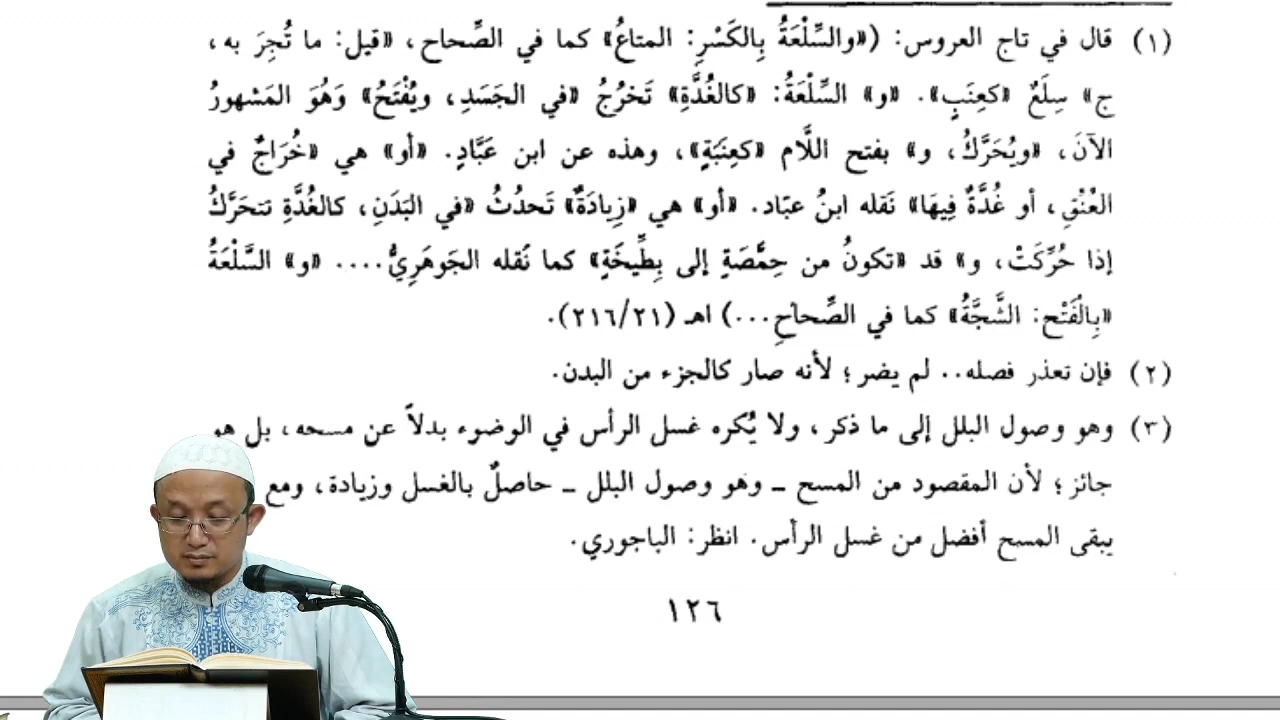 (١) قال في تاج العروس: («والسِّلْعَةُ بِالكَسْرِ: المتاعُ» كما في الصِّحاح، «قيل: ما تُجِرَ به،
ج» سِلَعٌ «كعِنَبٍ». «و» السِّلْعَةُ: «كالغُدَّةِ» تَخرُجُ «في الجَسَدِ، ويُفْتَحُ» وَهُوَ المَشهورُ
الآنَ، «ويُحَرَّكُ، و» بفتح اللَّام «كعِنَبَةٍ»، وهذه عن ابن عَبَّادٍ. «أو» هي «خُرَاجٌ في
العُنْقِ، أو غُدَّةٌ فِيهَا» نَقله ابنُ عبّاد. «أو» هي «زِيادَةٌ» تَحدُثُ «في البَدَنِ، كالغُدَّةِ تتحَرَّكُ
إذا حُرِّكَتْ، و» قد «تكونُ من حِمَّصَةٍ إلى بِطِّيخَةٍ» كما نَقله الجَوهَرِيُّ.... «و» السَّلْعَةُ
«بِالْفَتْح: الشَّجَّةُ» كما في الصِّحاحِ...) اهـ (٢١٦/٢١).
(٢) فإن تعذر فصله.. لم يضر؛ لأنه صار كالجزء من البدن.
(٣) وهو وصول البلل إلى ما ذكر، ولا يُكره غسل الرأس في الوضوء بدلاً عن مسحه، بل هو
جائز؛ لأن المقصود من المسح ـ وهو وصول البلل ـ حاصلٌ بالغسل وزيادة، ومع
يبقى المسح أفضل من غسل الرأس. انظر: الباجوري.
١٢٦